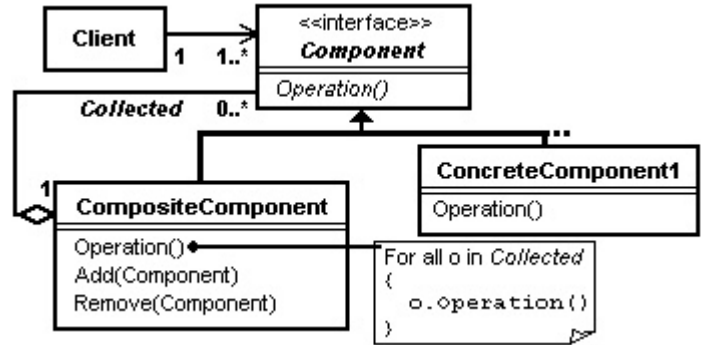 Client
<<interface>>
Component
1
1..*
Operation()
Collected
0..*
...
1
CompositeComponent
ConcreteComponent1
Operation()
Operation()
Add(Component)
Remove(Component)
For all o in Collected
{
o.Operation()
}